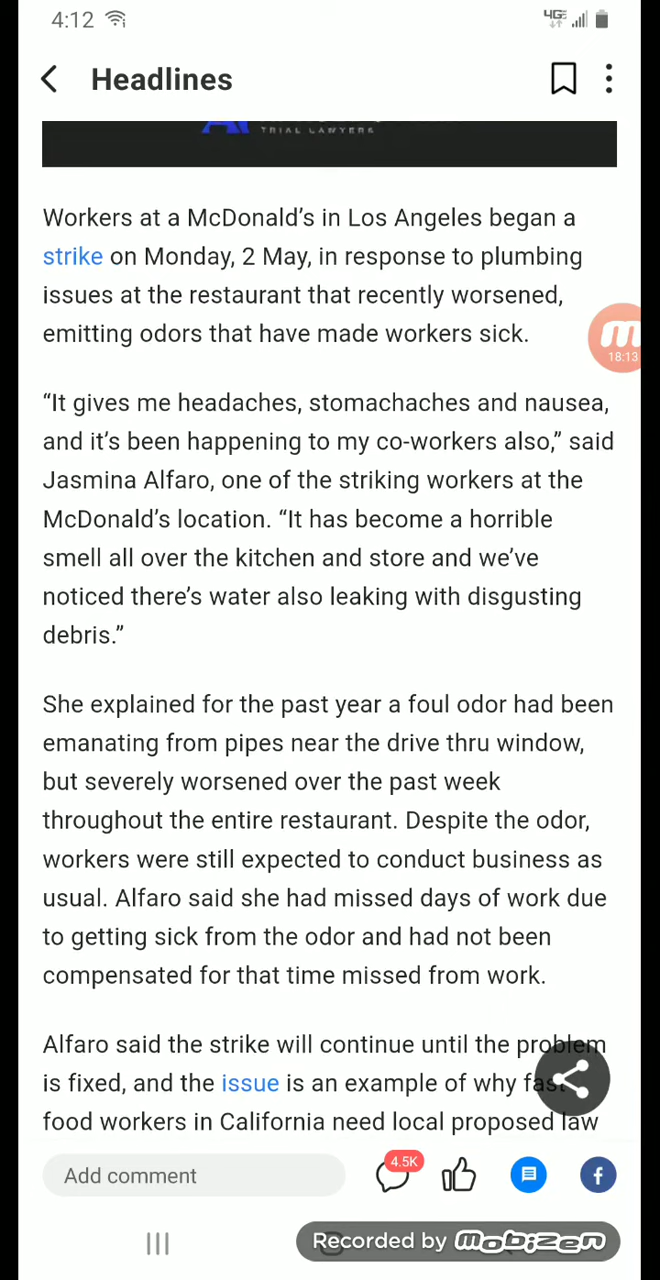 4:12
4GE
Headlines
TRIAL LAWYERS
Workers at a McDonald’s in Los Angeles began a
strike on Monday, 2 May, in response to plumbing
issues at the restaurant that recently worsened,
emitting odors that have made workers sick.
18:13
“It gives me headaches, stomachaches and nausea,
and it’s been happening to my co-workers also,” said
Jasmina Alfaro, one of the striking workers at the
McDonald’s location. “It has become a horrible
smell all over the kitchen and store and we’ve
noticed there’s water also leaking with disgusting
debris.”
She explained for the past year a foul odor had been
emanating from pipes near the drive thru window,
but severely worsened over the past week
throughout the entire restaurant. Despite the odor,
workers were still expected to conduct business as
usual. Alfaro said she had missed days of work due
to getting sick from the odor and had not been
compensated for that time missed from work.
Alfaro said the strike will continue until the problem
is fixed, and the issue is an example of why fast
food workers in California need local proposed law
Add comment
4.5K
Recorded by mobizen